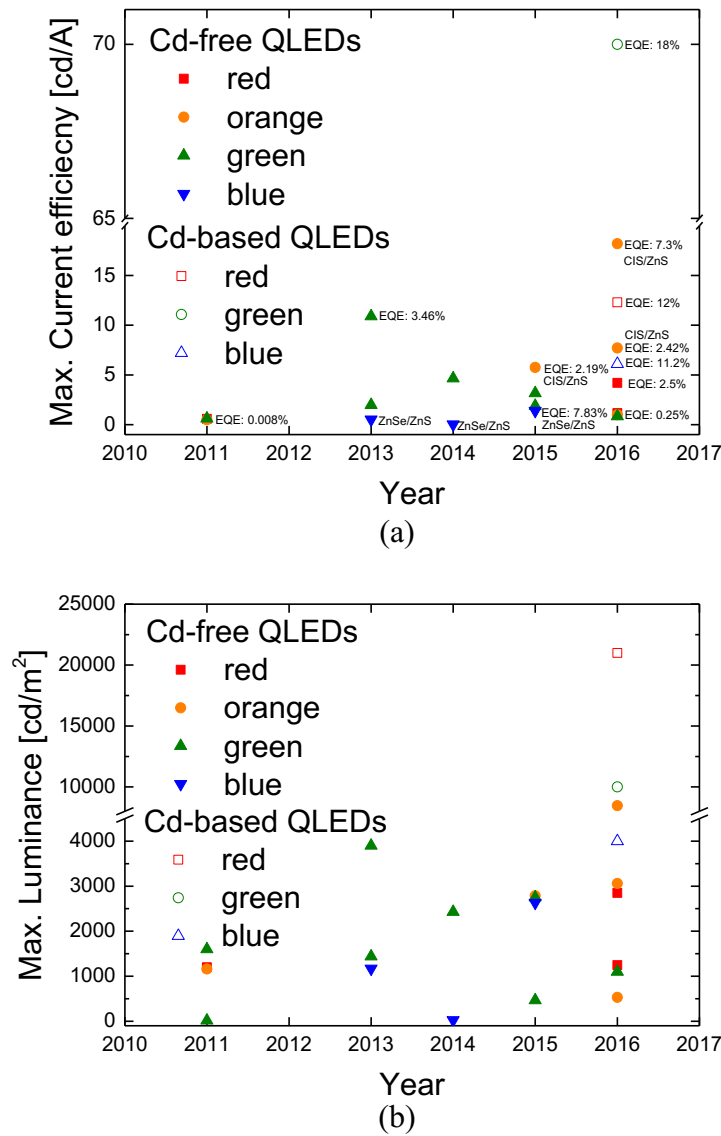 Max. Current efficiecny [cd/A]
70
65
15
10
5
0
Cd-free QLEDs
red
orange
green
blue
Cd-based QLEDs
red
green
blue
EQE: 18%
EQE: 7.3%
CIS/ZnS
EQE: 12%
CIS/ZnS
EQE: 2.42%
EQE: 11.2%
EQE: 2.5%
EQE: 0.25%
EQE: 3.46%
EQE: 2.19%
CIS/ZnS
EQE: 7.83%
ZnSe/ZnS
EQE: 0.008%
ZnSe/ZnS
ZnSe/ZnS
2010 2011 2012 2013 2014 2015 2016 2017
Year
(a)
Max. Luminance [cd/m²]
25000
20000
15000
10000
4000
3000
2000
1000
0
Cd-free QLEDs
red
orange
green
blue
Cd-based QLEDs
red
green
blue
2010 2011 2012 2013 2014 2015 2016 2017
Year
(b)